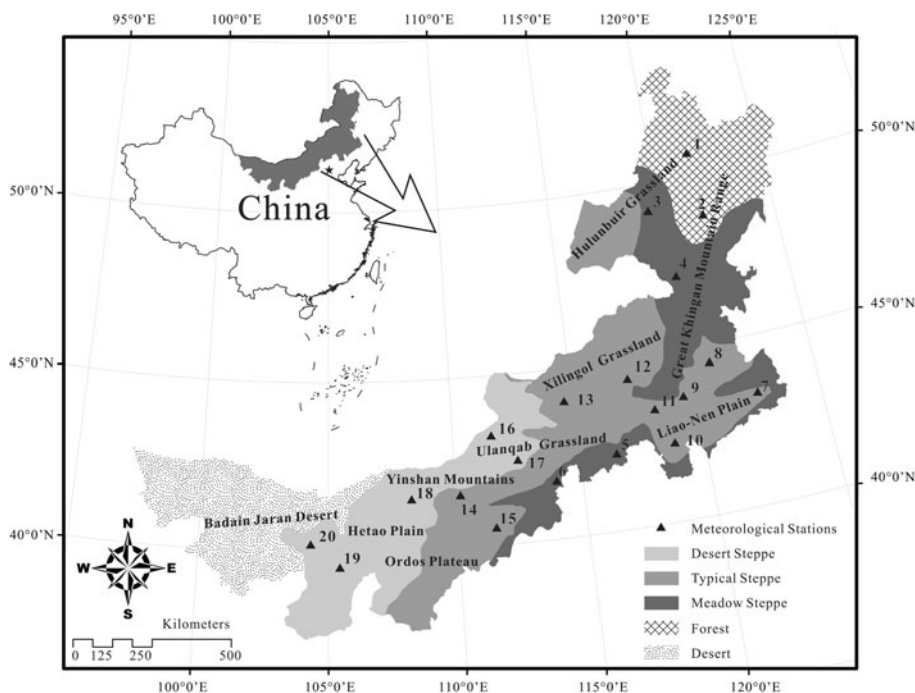 95°0'E 100°0'E 105°0'E 110°0'E 115°0'E 120°0'E 125°0'E
50°0'N
45°0'N
40°0'N
50°0'N
45°0'N
40°0'N
China
1
Hulunbuir Grassland
3
2
4
Great Khingan Mountain Range
8
Xilingol Grassland
12
7
9
13
11
Liao-Nen Plain
16
10
Ulanqab Grassland
5
17
6
Yinshan Mountains
18
14
15
Badain Jaran Desert
Hetao Plain
20
19
Ordos Plateau
N
W E
S
Kilometers
0 125 250 500
Meteorological Stations
Desert Steppe
Typical Steppe
Meadow Steppe
Forest
Desert
100°0'E 105°0'E 110°0'E 115°0'E 120°0'E